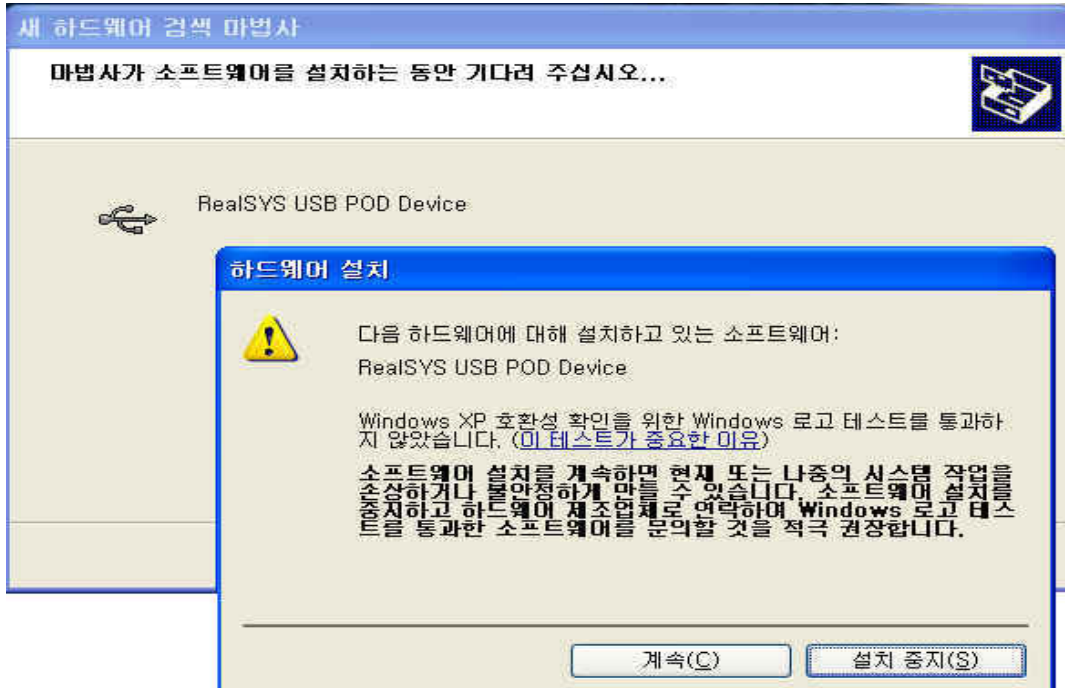 새 하드웨어 검색 마법사
마법사가 소프트웨어를 설치하는 동안 기다려 주십시오...
RealSYS USB POD Device
하드웨어 설치
다음 하드웨어에 대해 설치하고 있는 소프트웨어:
RealSYS USB POD Device
Windows XP 호환성 확인을 위한 Windows 로고 테스트를 통과하
지 않았습니다. (이 테스트가 중요한 이유)
소프트웨어 설치를 계속하면 현재 또는 나중의 시스템 작업을
손상하거나 불안정하게 만들 수 있습니다. 소프트웨어 설치를
중지하고 하드웨어 제조업체로 연락하여 Windows 로고 테스
트를 통과한 소프트웨어를 문의할 것을 적극 권장합니다.
계속(C)
설치 중지(S)